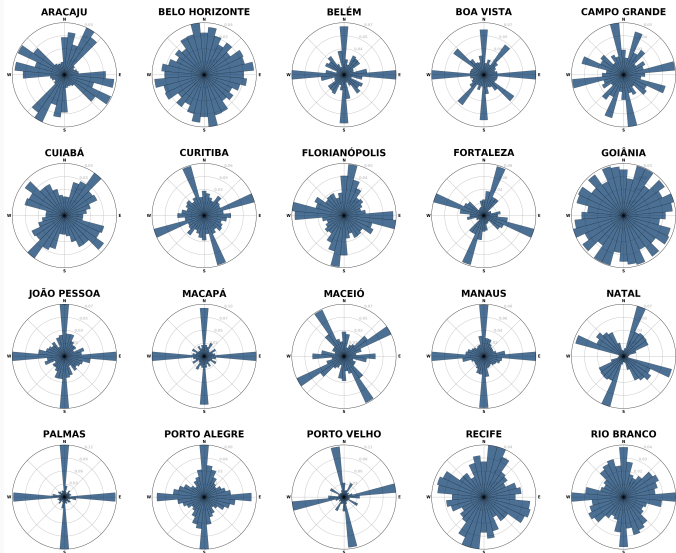 ARACAJU BELO HORIZONTE BELÉM BOA VISTA CAMPO GRANDE
N N N N N
W E W E W E W E W E
S S S S S
CUIABÁ CURITIBA FLORIANÓPOLIS FORTALEZA GOIÂNIA
N N N N N
W E W E W E W E W E
S S S S S
JOÃO PESSOA MACAPÁ MACEIÓ MANAUS NATAL
N N N N N
W E W E W E W E W E
S S S S S
PALMAS PORTO ALEGRE PORTO VELHO RECIFE RIO BRANCO
N N N N N
W E W E W E W E W E
S S S S S